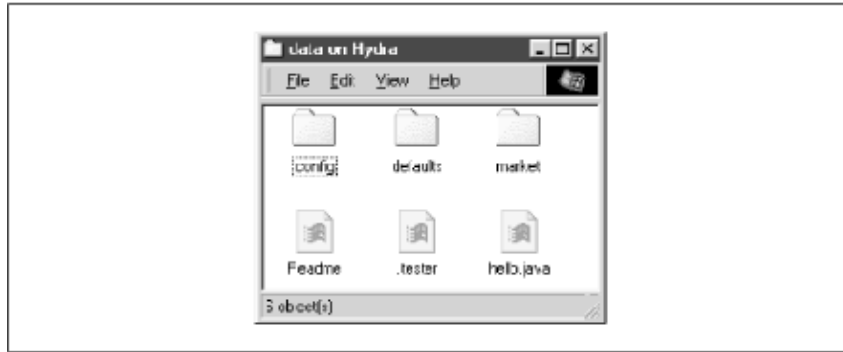 data on Hydra
File Edit View Help
config defaults market
Readme .tester hello.java
6 object(s)